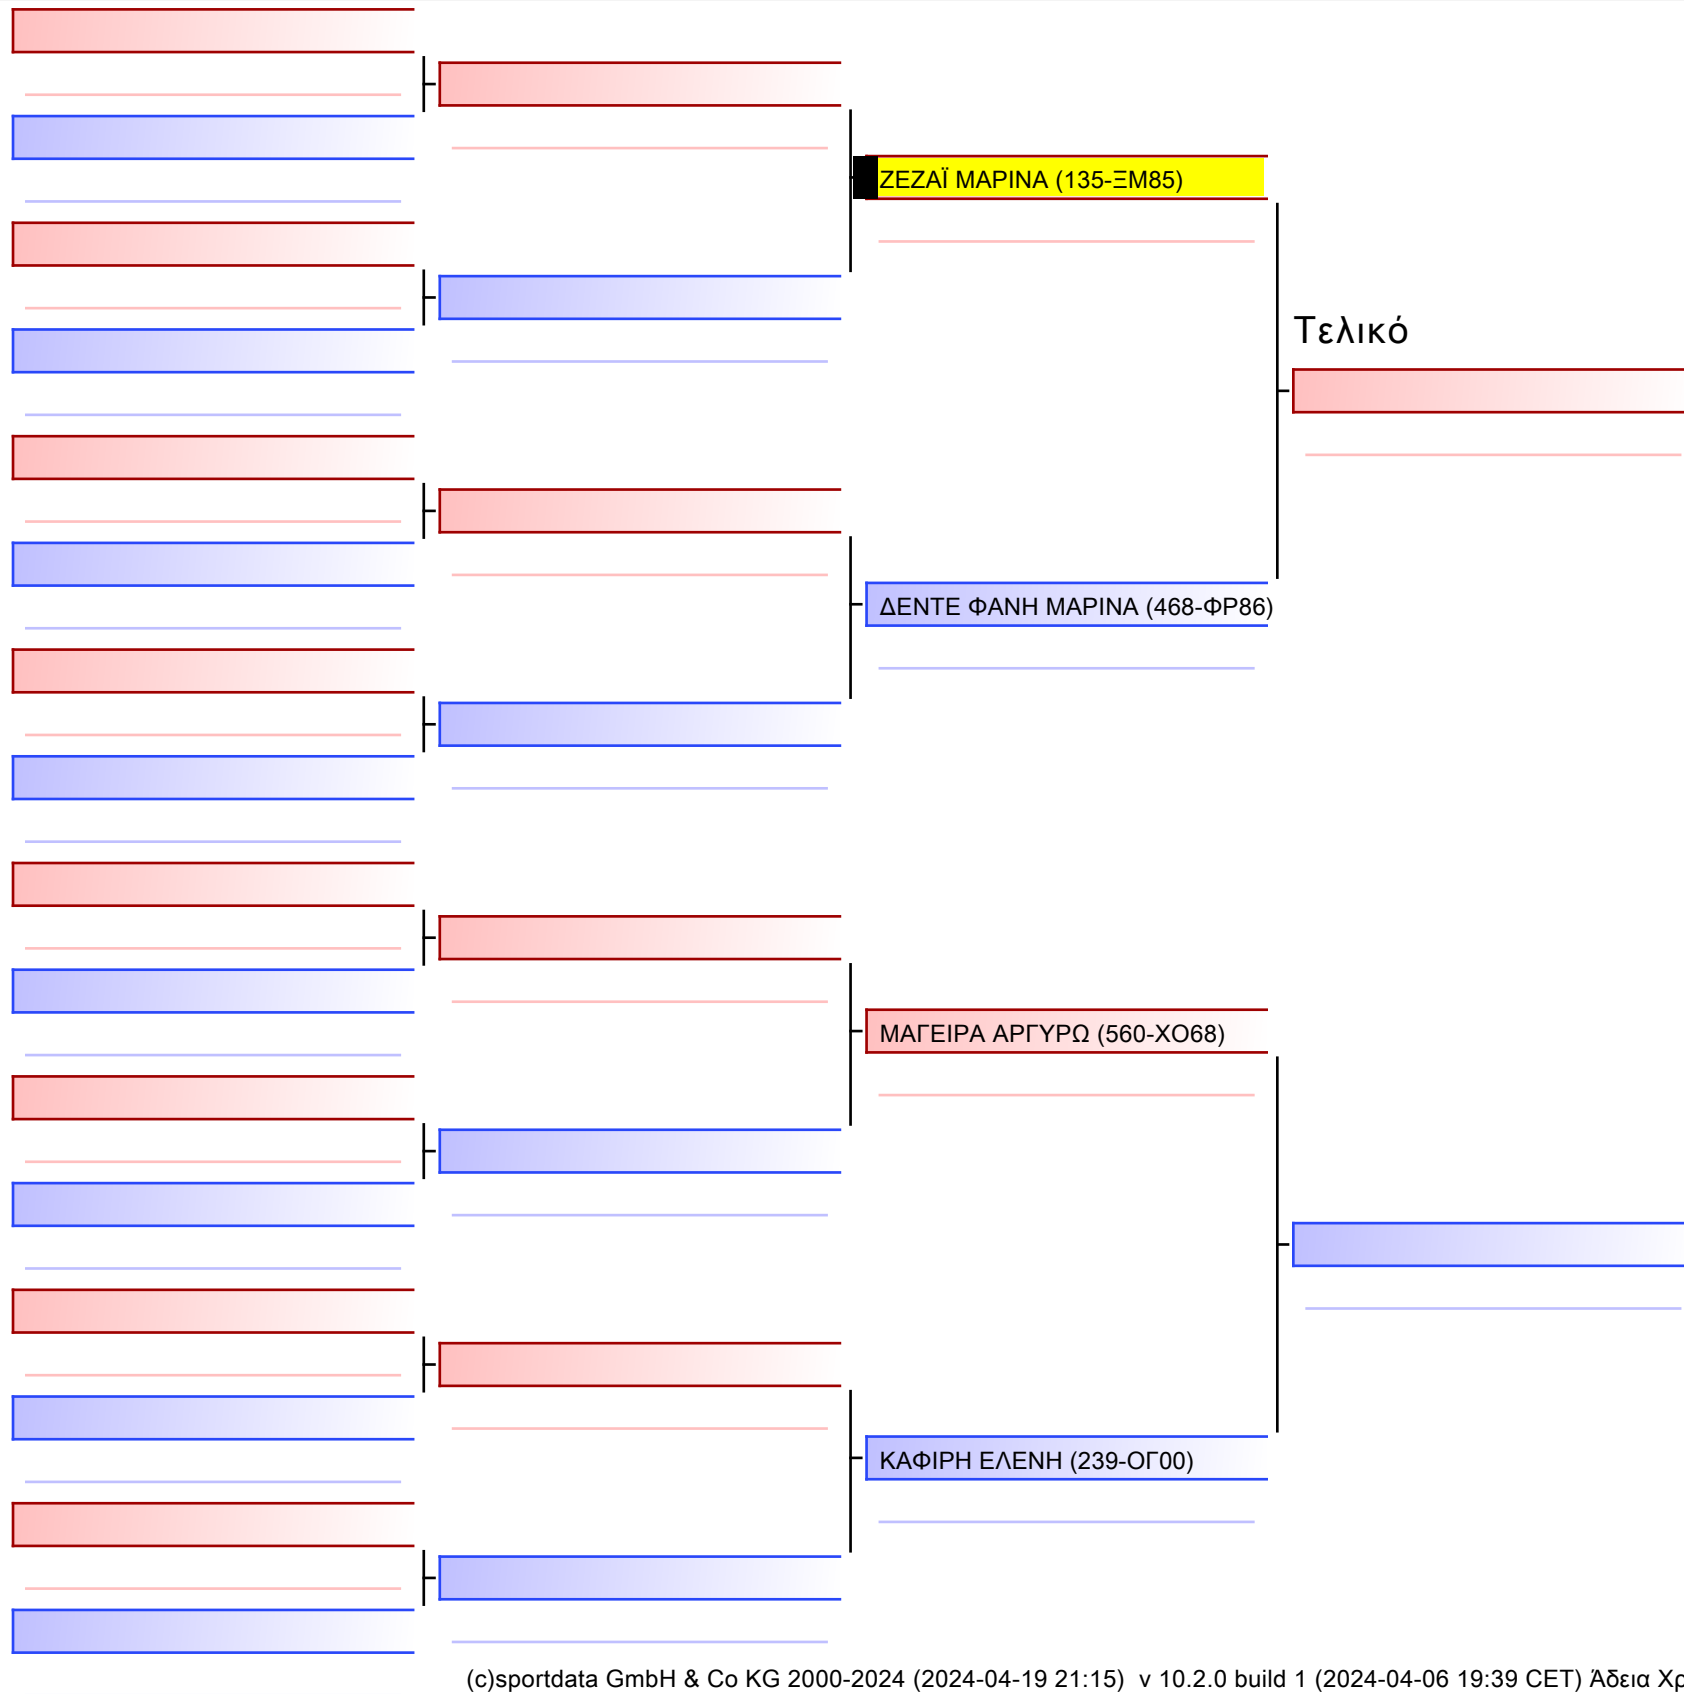 ΖΕΖΑΪ ΜΑΡΙΝΑ (135-ΞΜ85)
Τελικό
ΔΕΝΤΕ ΦΑΝΗ ΜΑΡΙΝΑ (468-ΦΡ86)
ΜΑΓΕΙΡΑ ΑΡΓΥΡΩ (560-ΧΟ68)
ΚΑΦΙΡΗ ΕΛΕΝΗ (239-ΟΓ00)
(c)sportdata GmbH & Co KG 2000-2024 (2024-04-19 21:15) v 10.2.0 build 1 (2024-04-06 19:39 CET) Άδεια Χρ